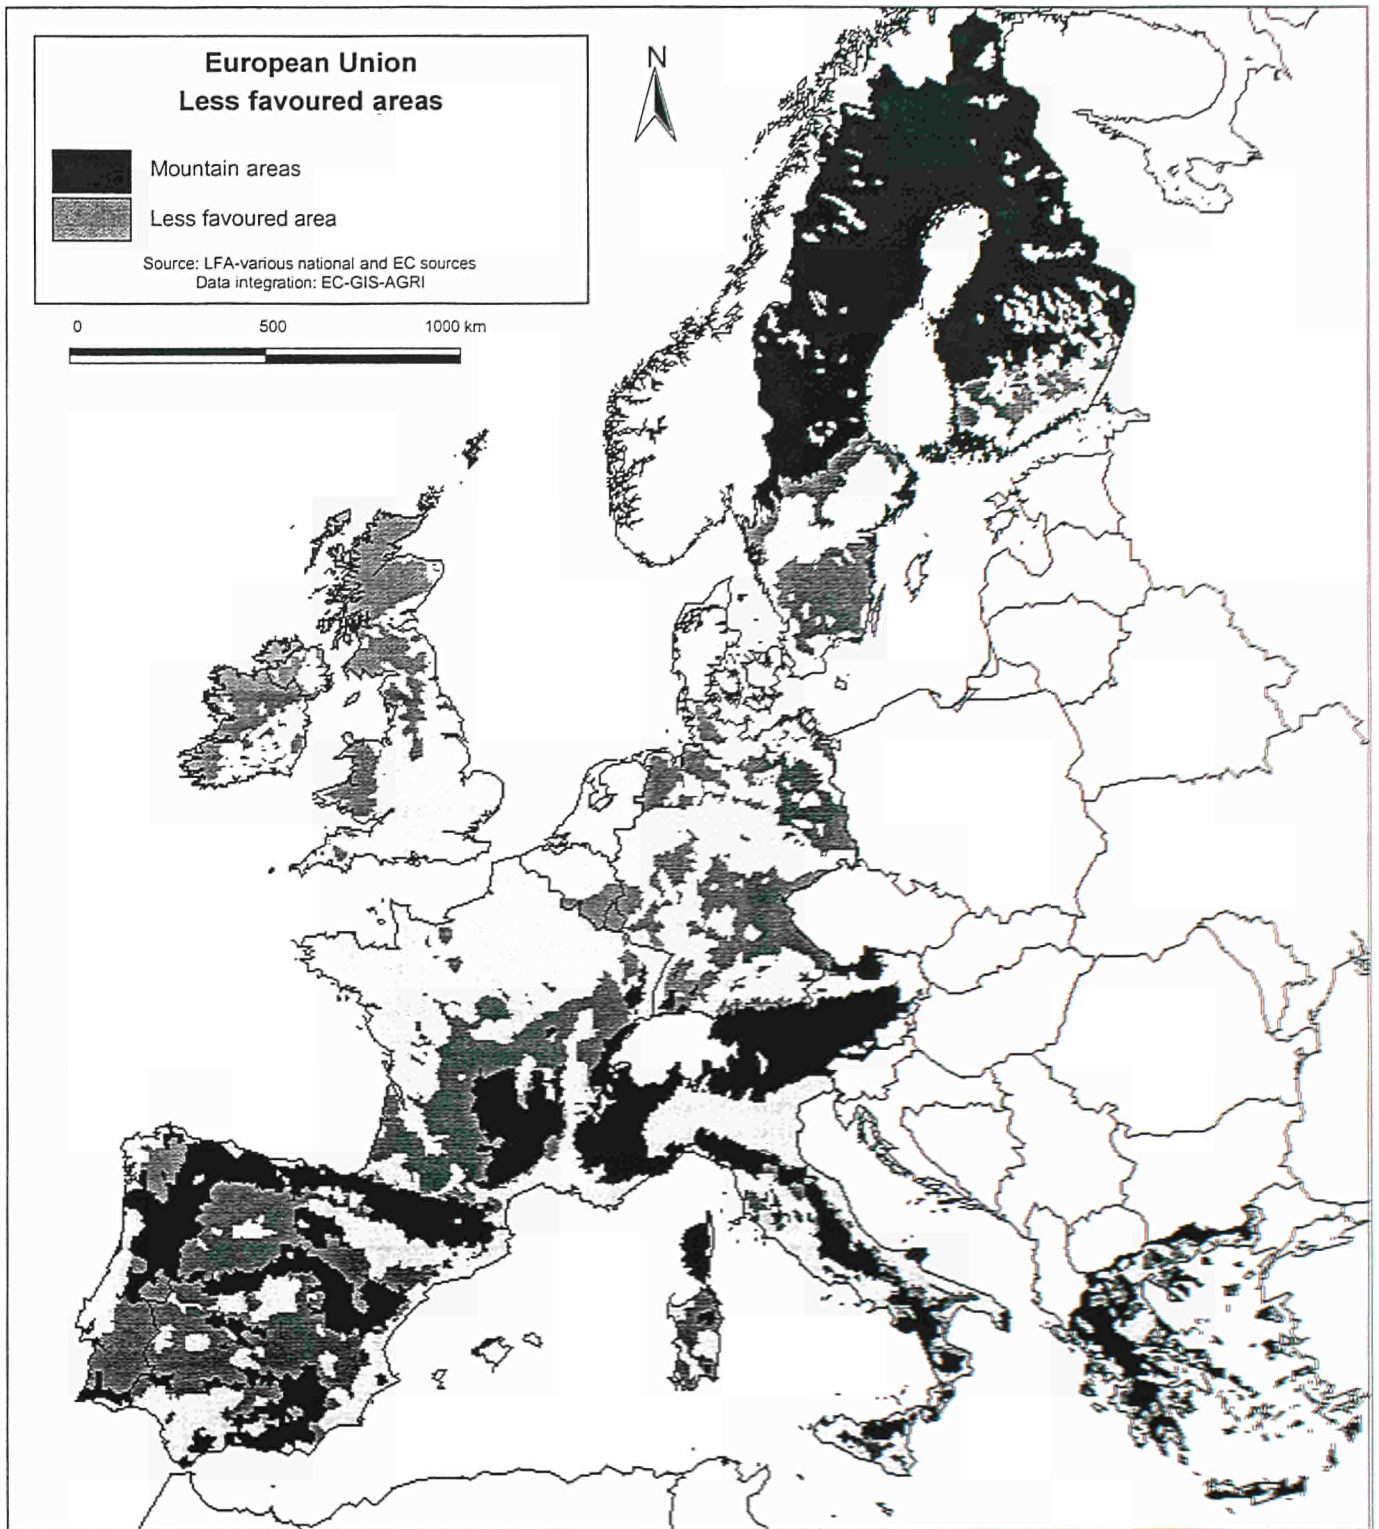 European Union
Less favoured areas
Mountain areas
Less favoured area
Source: LFA-various national and EC sources
Data integration: EC-GIS-AGRI
N
0 500 1000 km